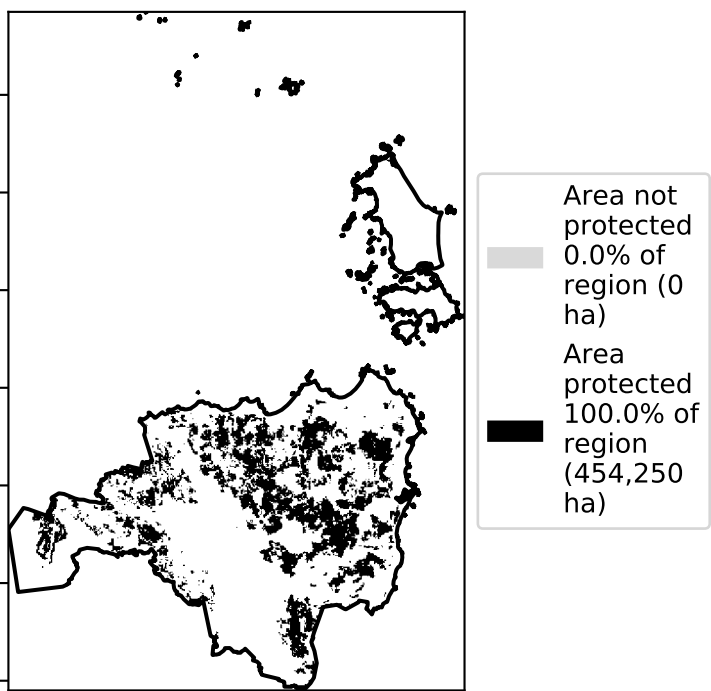 Area not
protected
0.0% of
region (0
ha)
Area
protected
100.0% of
region
(454,250
ha)